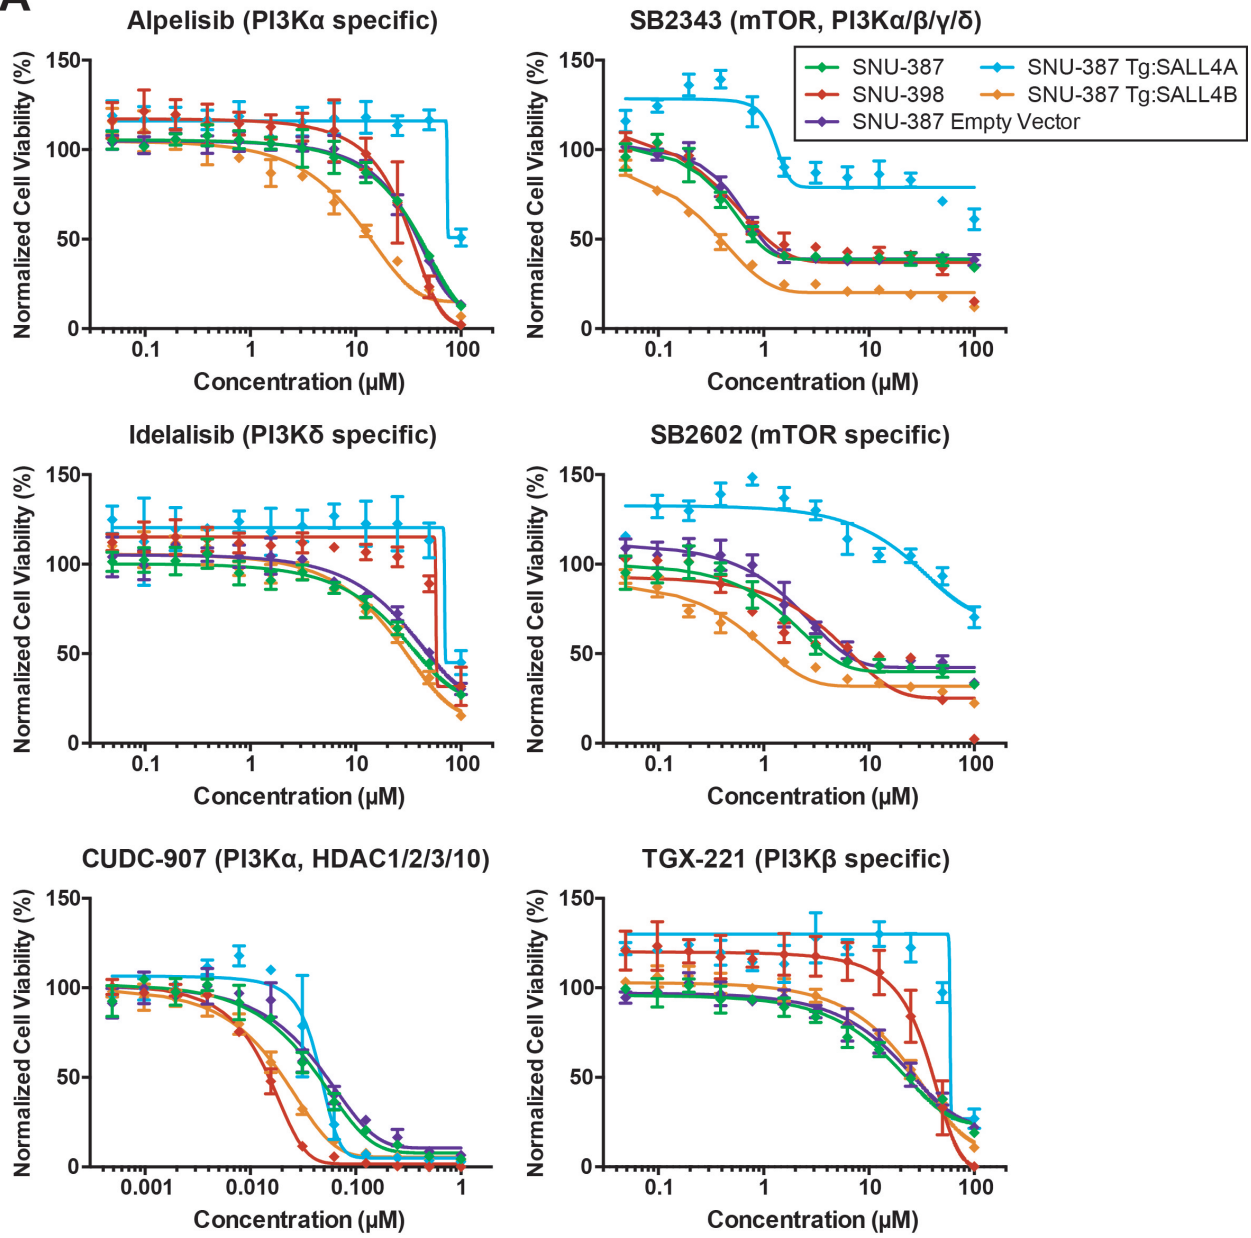 A
Alpelisib (PI3Kα specific)
Normalized Cell Viability (%)
150
100
50
0
0.1
1
10
100
Concentration (µM)
SB2343 (mTOR, PI3Kα/β/γ/δ)
Normalized Cell Viability (%)
150
100
50
0
0.1
1
10
100
Concentration (µM)
SNU-387
SNU-398
SNU-387 Empty Vector
SNU-387 Tg:SALL4A
SNU-387 Tg:SALL4B
Idelalisib (PI3Kδ specific)
Normalized Cell Viability (%)
150
100
50
0
0.1
1
10
100
Concentration (µM)
SB2602 (mTOR specific)
Normalized Cell Viability (%)
150
100
50
0
0.1
1
10
100
Concentration (µM)
CUDC-907 (PI3Kα, HDAC1/2/3/10)
Normalized Cell Viability (%)
150
100
50
0
0.001
0.010
0.100
1
Concentration (µM)
TGX-221 (PI3Kβ specific)
Normalized Cell Viability (%)
150
100
50
0
0.1
1
10
100
Concentration (µM)